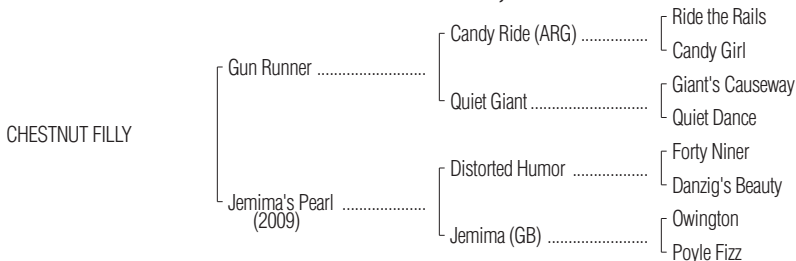 Ride the Rails
Candy Ride (ARG) ................
Candy Girl
Gun Runner ..........................
Giant's Causeway
Quiet Giant ............................
Quiet Dance
CHESTNUT FILLY
Forty Niner
Distorted Humor ..................
Danzig's Beauty
Jemima's Pearl ....................
(2009)
Owington
Jemima (GB) ........................
Poyle Fizz